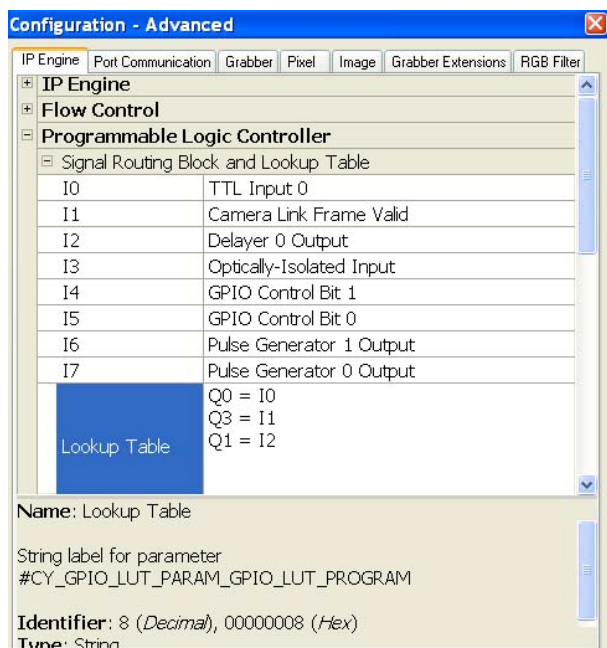 Configuration - Advanced
IP Engine Port Communication Grabber Pixel Image Grabber Extensions RGB Filter
IP Engine
Flow Control
Programmable Logic Controller
Signal Routing Block and Lookup Table
I0 TTL Input 0
I1 Camera Link Frame Valid
I2 Delayer 0 Output
I3 Optically-Isolated Input
I4 GPIO Control Bit 1
I5 GPIO Control Bit 0
I6 Pulse Generator 1 Output
I7 Pulse Generator 0 Output
Lookup Table
Q0 = I0
Q3 = I1
Q1 = I2
Name: Lookup Table
String label for parameter
#CY_GPIO_LUT_PARAM_GPIO_LUT_PROGRAM
Identifier: 8 (Decimal), 00000008 (Hex)
Type: String